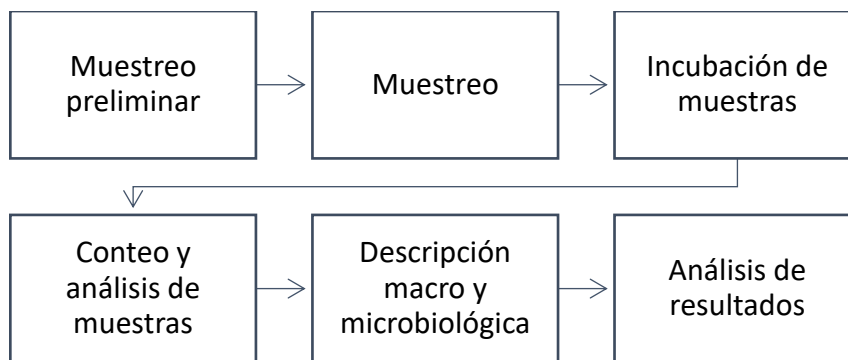 Muestreo
preliminar
Muestreo
Incubación de
muestras
Conteo y
análisis de
muestras
Descripción
macro y
microbiológica
Análisis de
resultados